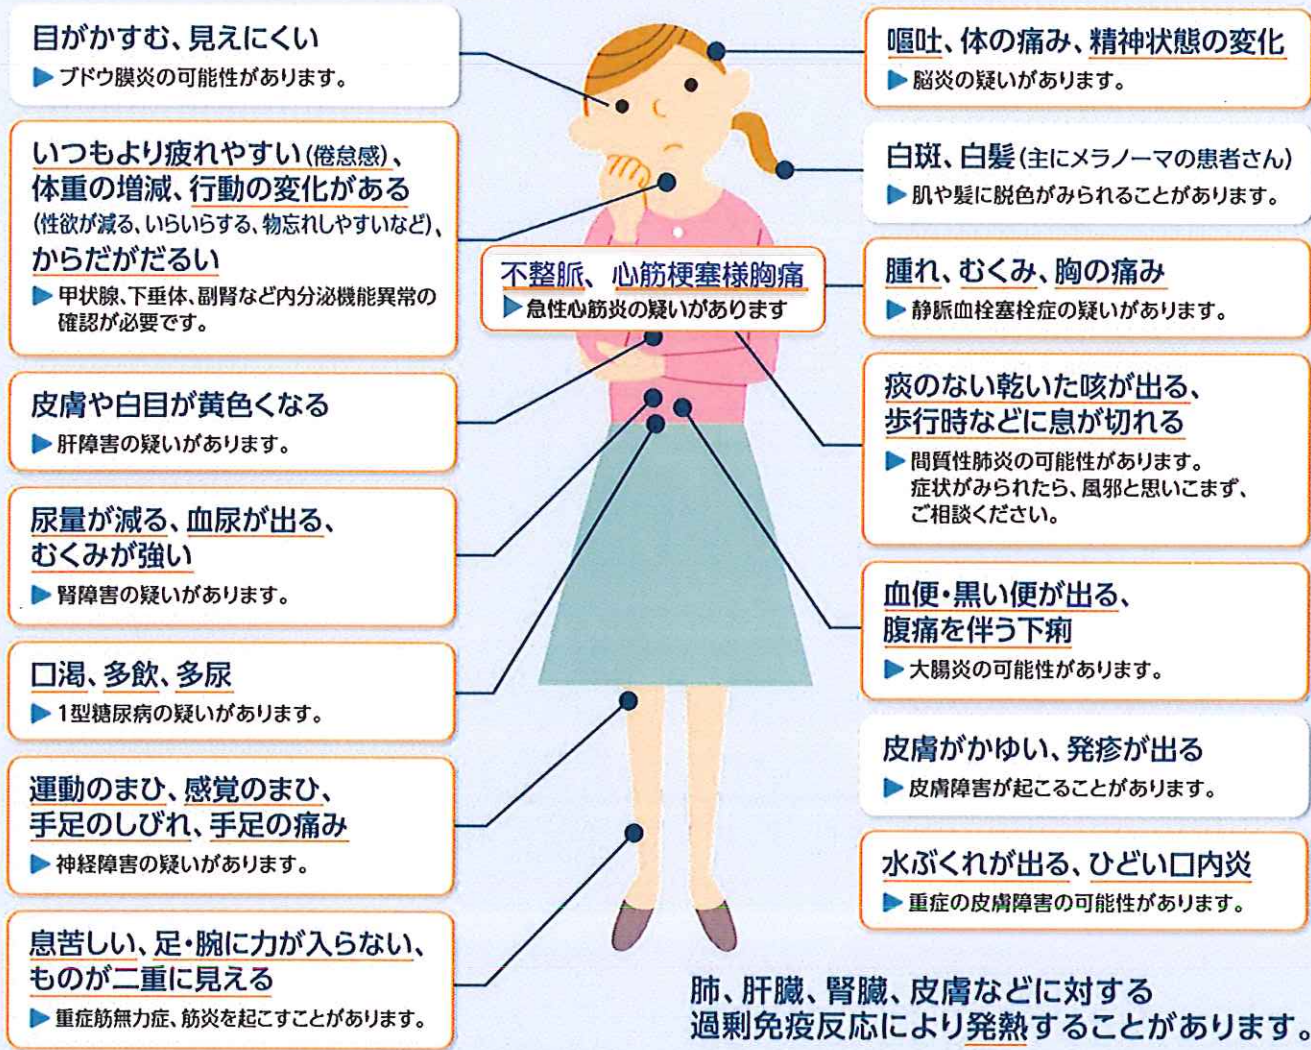 目がかすむ、見えにくい
▶ ブドウ膜炎の可能性があります。
いつもより疲れやすい(倦怠感)、
体重の増減、行動の変化がある
(性欲が減る、いらいらする、物忘れしやすいなど)、
からだがだるい
▶ 甲状腺、下垂体、副腎など内分泌機能異常の
確認が必要です。
皮膚や白目が黄色くなる
▶ 肝障害の疑いがあります。
尿量が減る、血尿が出る、
むくみが強い
▶ 腎障害の疑いがあります。
口渇、多飲、多尿
▶ 1型糖尿病の疑いがあります。
運動のまひ、感覚のまひ、
手足のしびれ、手足の痛み
▶ 神経障害の疑いがあります。
息苦しい、足・腕に力が入らない、
ものが二重に見える
▶ 重症筋無力症、筋炎を起こすことがあります。
不整脈、心筋梗塞様胸痛
▶ 急性心筋炎の疑いがあります
嘔吐、体の痛み、精神状態の変化
▶ 脳炎の疑いがあります。
白斑、白髪(主にメラノーマの患者さん)
▶ 肌や髪に脱色がみられることがあります。
腫れ、むくみ、胸の痛み
▶ 静脈血栓塞栓症の疑いがあります。
痰のない乾いた咳が出る、
歩行時などに息が切れる
▶ 間質性肺炎の可能性があります。
症状がみられたら、風邪と思いこまず、
ご相談ください。
血便・黒い便が出る、
腹痛を伴う下痢
▶ 大腸炎の可能性があります。
皮膚がかゆい、発疹が出る
▶ 皮膚障害が起こることがあります。
水ぶくれが出る、ひどい口内炎
▶ 重症の皮膚障害の可能性があります。
肺、肝臓、腎臓、皮膚などに対する
過剰免疫反応により発熱することがあります。